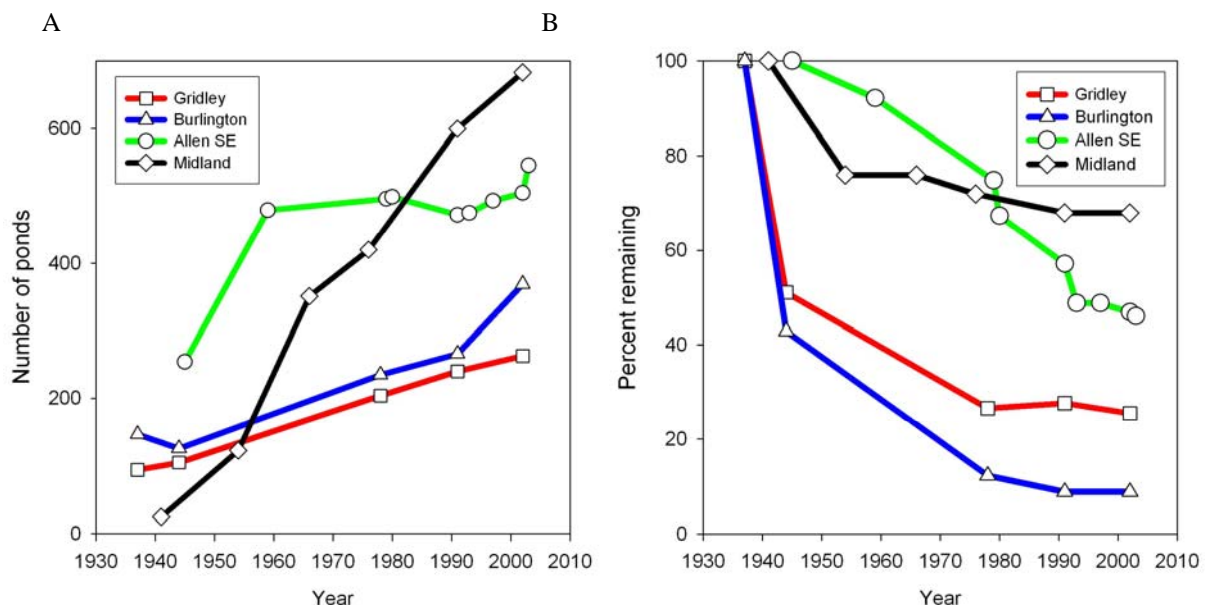 A
Gridley
Burlington
Allen SE
Midland
Number of ponds
600
400
200
0
1930 1940 1950 1960 1970 1980 1990 2000 2010
Year
B
Gridley
Burlington
Allen SE
Midland
Percent remaining
100
80
60
40
20
0
1930 1940 1950 1960 1970 1980 1990 2000 2010
Year